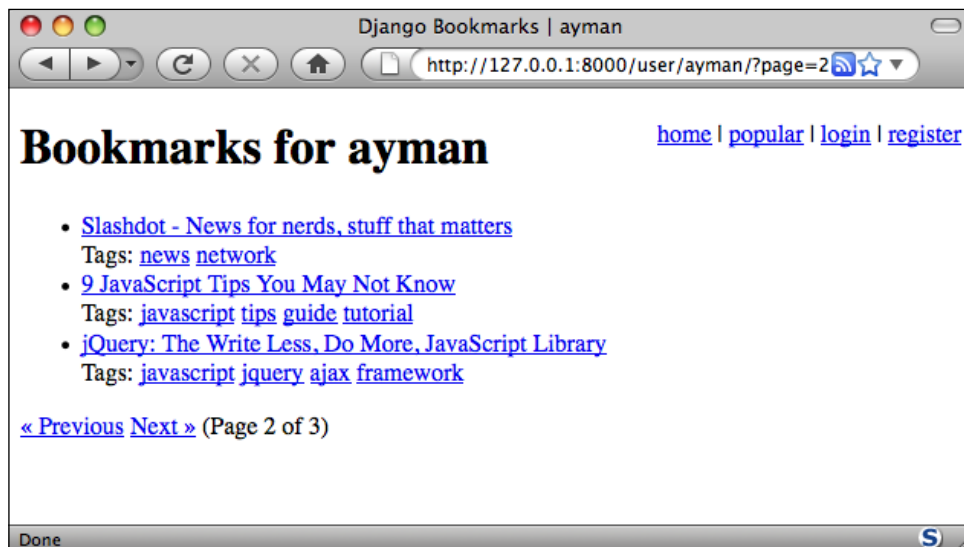 Django Bookmarks | ayman
http://127.0.0.1:8000/user/ayman/?page=2
home | popular | login | register
Bookmarks for ayman
• Slashdot - News for nerds, stuff that matters
Tags: news network
• 9 JavaScript Tips You May Not Know
Tags: javascript tips guide tutorial
• jQuery: The Write Less, Do More, JavaScript Library
Tags: javascript jquery ajax framework
« Previous Next » (Page 2 of 3)
Done
S